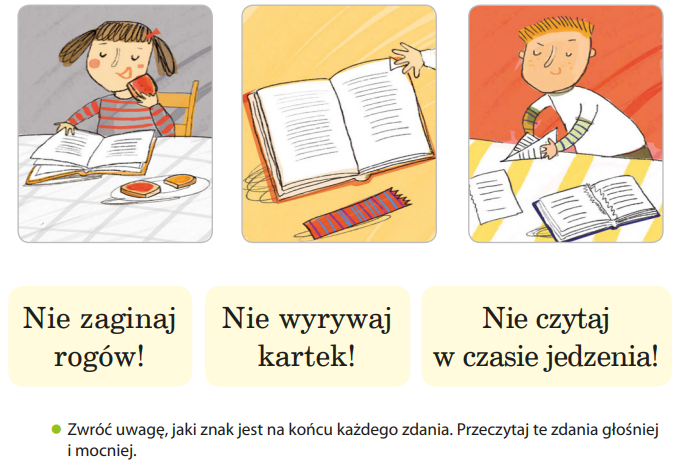 Nie zaginaj
rogów!
Nie wyrywaj
kartek!
Nie czytaj
w czasie jedzenia!
Zwróć uwagę, jaki znak jest na końcu każdego zdania. Przeczytaj te zdania głośniej
i mocniej.